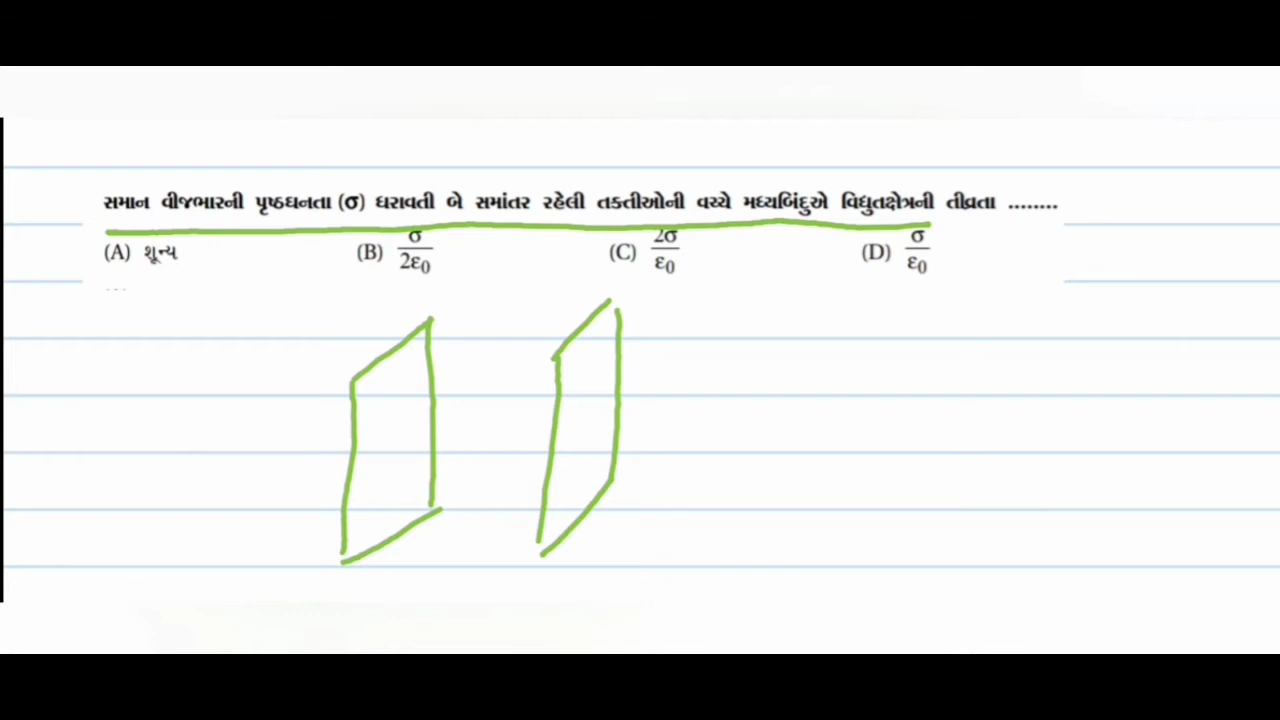 સમાન વીજભારની પૃષ્ઠઘનતા (σ) ધરાવતી બે સમાંતર રહેલી તક્તીઓની વચ્ચે મધ્યબિંદુએ વિદ્યુતક્ષેત્રની તીવ્રતા ........
(A) શૂન્ય (B) σ/2ε₀ (C) 2σ/ε₀ (D) σ/ε₀